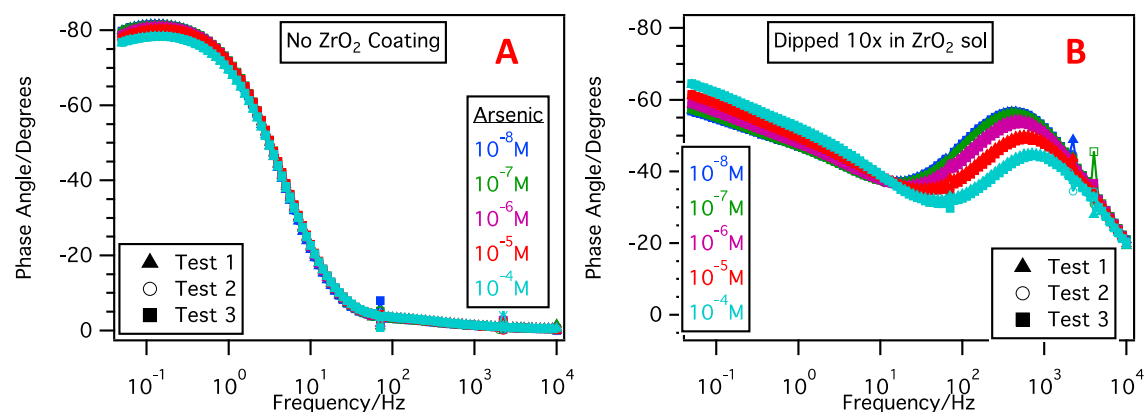 Phase Angle/Degrees
-80
-60
-40
-20
0
No ZrO₂ Coating
A
Arsenic
10⁻⁸M
10⁻⁷M
10⁻⁶M
10⁻⁵M
10⁻⁴M
Test 1
Test 2
Test 3
10⁻¹ 10⁰ 10¹ 10² 10³ 10⁴
Frequency/Hz
Phase Angle/Degrees
-80
-60
-40
-20
0
Dipped 10x in ZrO₂ sol
B
10⁻⁸M
10⁻⁷M
10⁻⁶M
10⁻⁵M
10⁻⁴M
Test 1
Test 2
Test 3
10⁻¹ 10⁰ 10¹ 10² 10³ 10⁴
Frequency/Hz